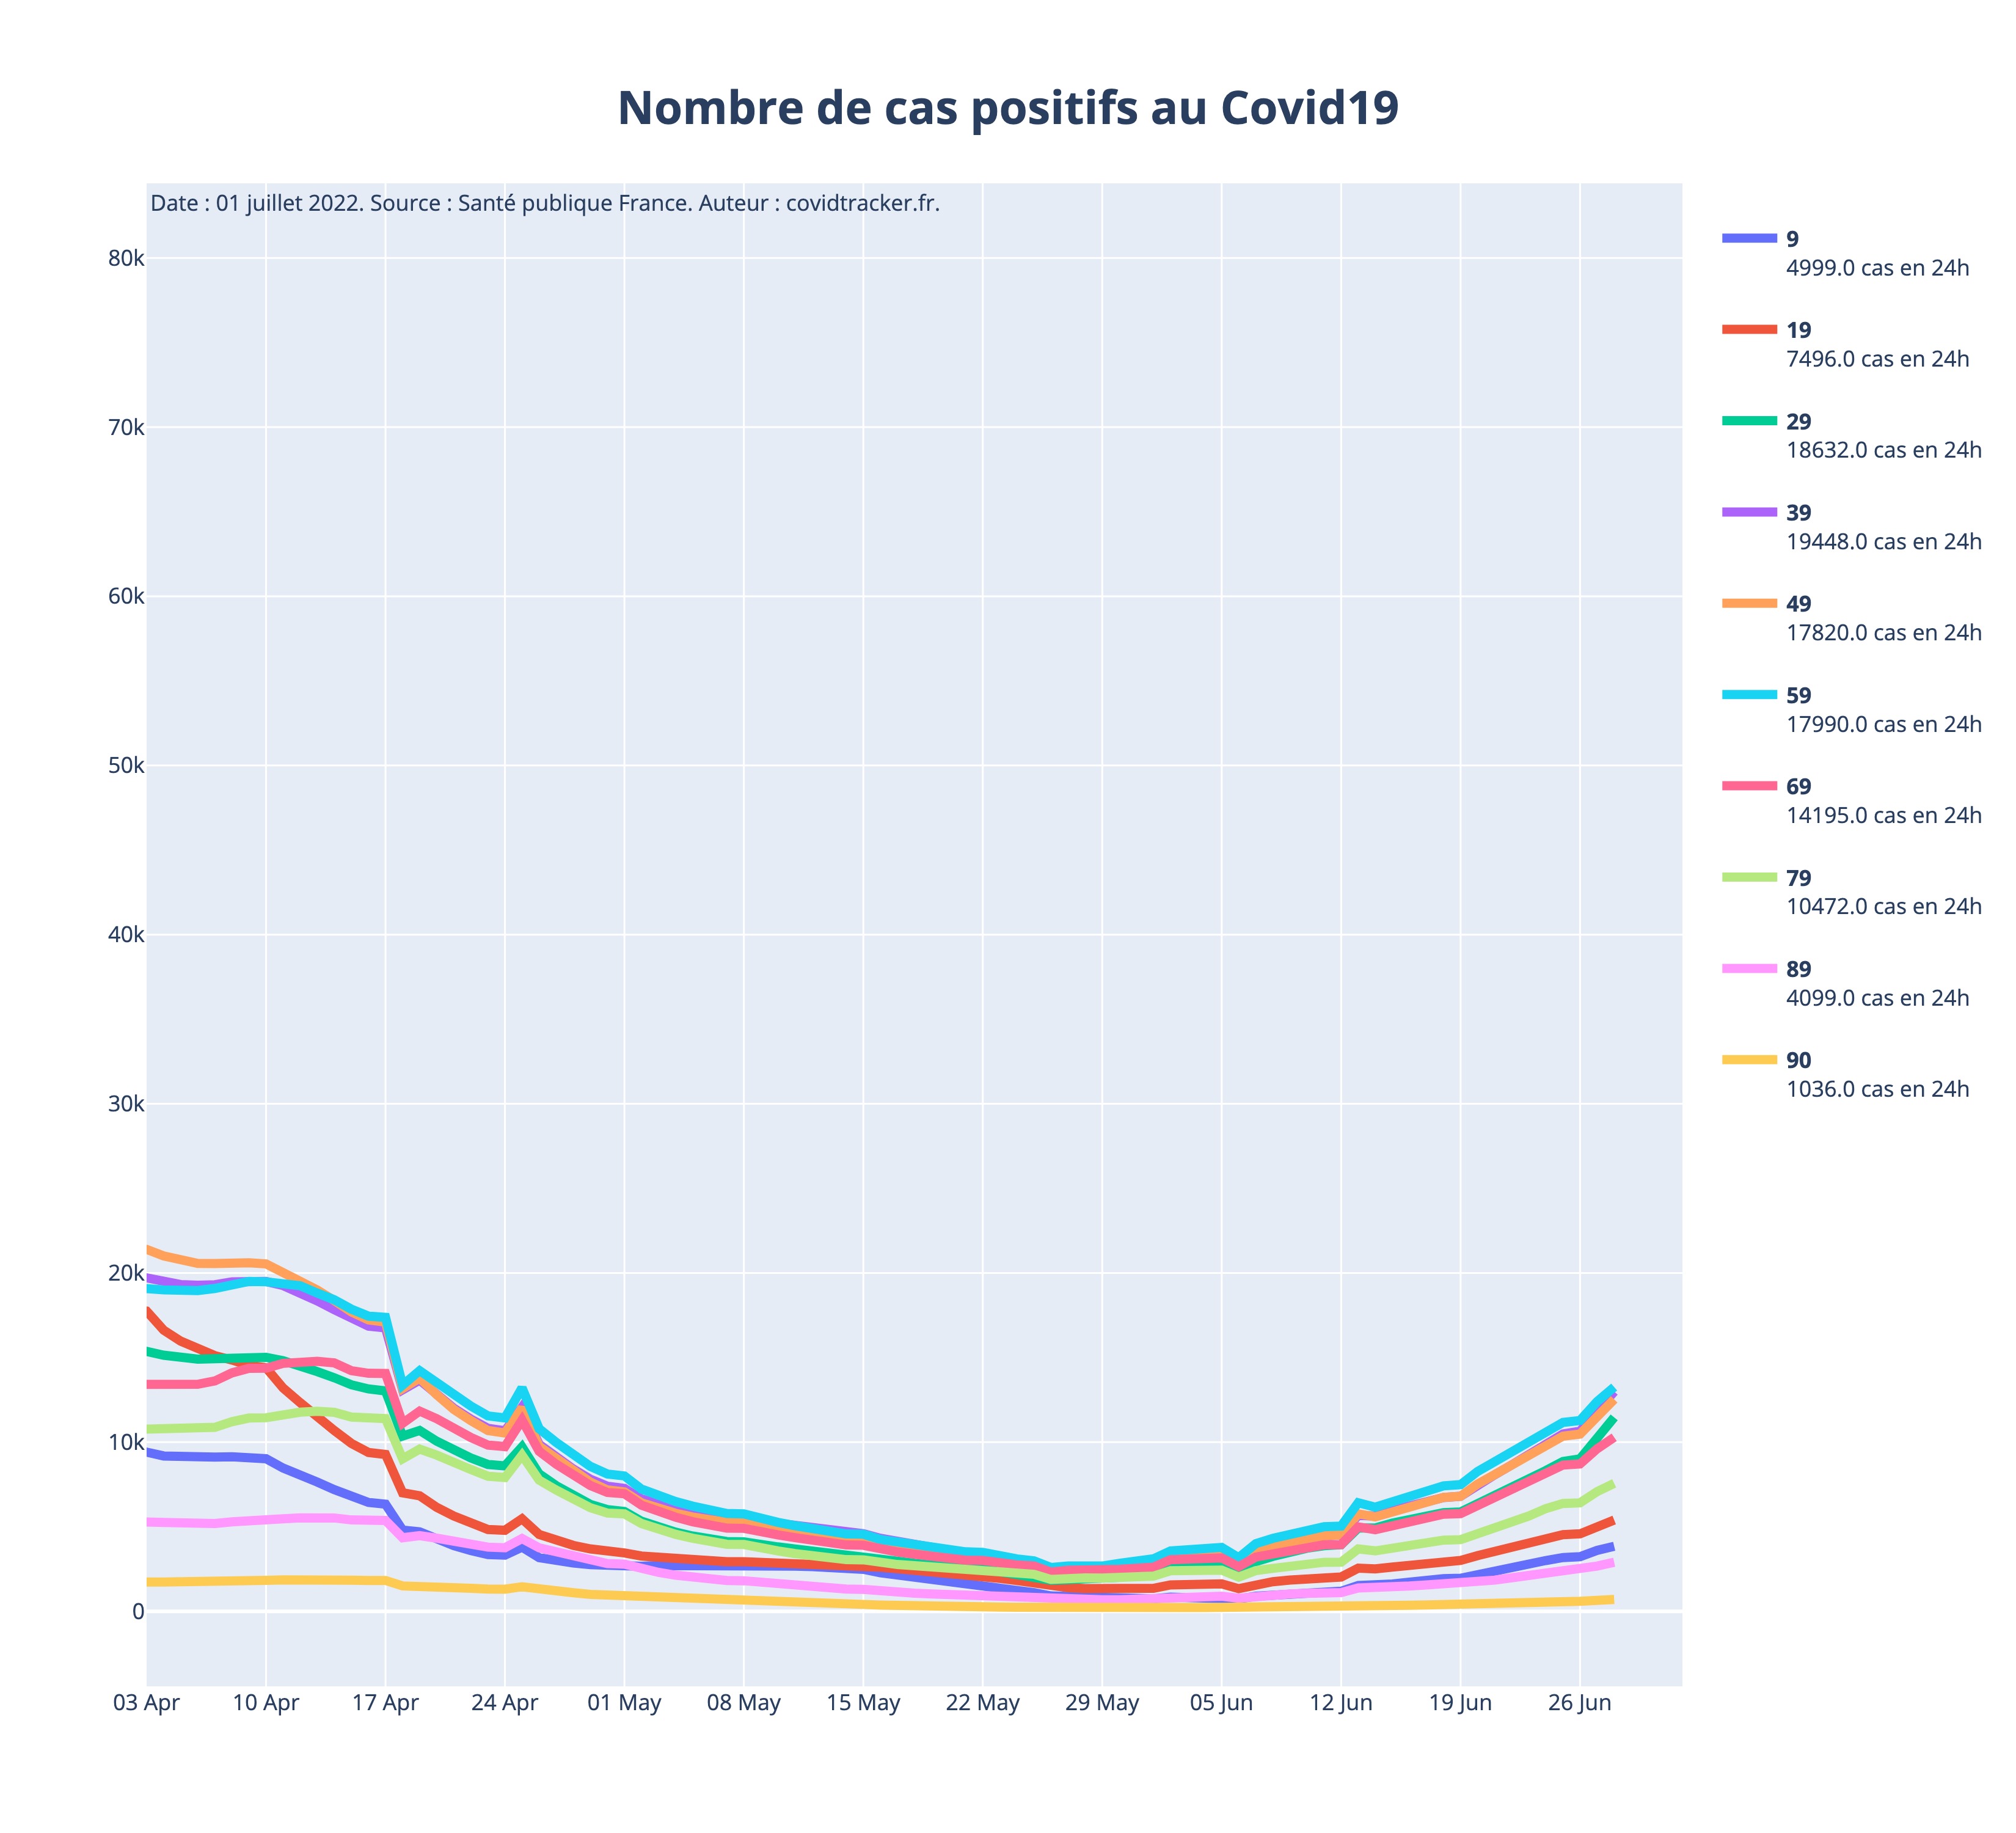 Nombre de cas positifs au Covid19
Date : 01 juillet 2022. Source : Santé publique France. Auteur : covidtracker.fr.
80k
70k
60k
50k
40k
30k
20k
10k
0
03 Apr
10 Apr
17 Apr
24 Apr
01 May
08 May
15 May
22 May
29 May
05 Jun
12 Jun
19 Jun
26 Jun
9
4999.0 cas en 24h
19
7496.0 cas en 24h
29
18632.0 cas en 24h
39
19448.0 cas en 24h
49
17820.0 cas en 24h
59
17990.0 cas en 24h
69
14195.0 cas en 24h
79
10472.0 cas en 24h
89
4099.0 cas en 24h
90
1036.0 cas en 24h